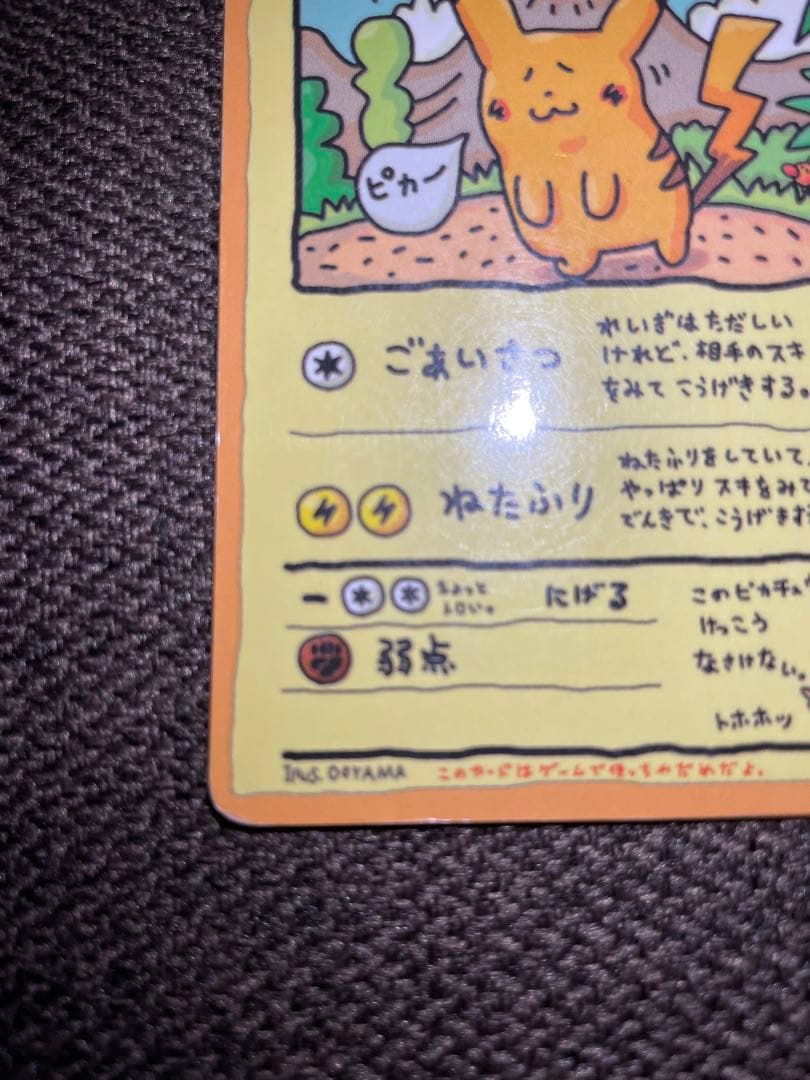 ピカー
ごあいさつ
れいぎはただしい
けれど、相手のスキ
をみて こうげきする。
ねたふり
ねたふりをしていて、
やっぱり スキをみて
でんきで、こうげきす
ー
ちょっと
トロい。
にげる
弱点
このピカチュ
けっこう
なさけない。
トホホッ
Illus. OOYAMA
このカードはゲームで使っちゃだめだよ。